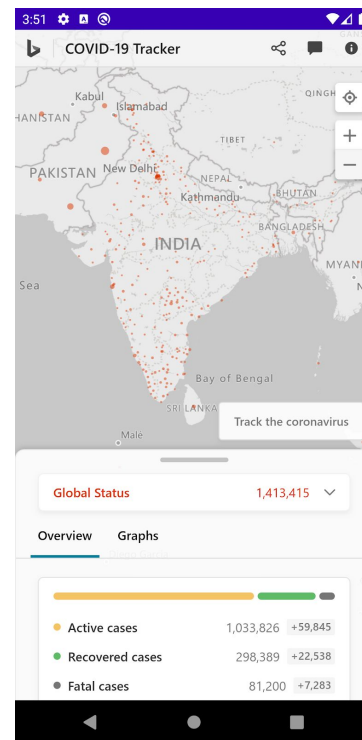 3:51
COVID-19 Tracker
Kabul
QINGH
Islamabad
HANISTAN
TIBET
PAKISTAN
New Delhi
NEPAL
Kathmandu
BHUTAN
BANGLADESH
INDIA
MYAN
N
Sea
Bay of Bengal
SRI LANKA
Malé
Track the coronavirus
Global Status 1,413,415
Overview Graphs
Active cases 1,033,826 +59,845
Recovered cases 298,389 +22,538
Fatal cases 81,200 +7,283